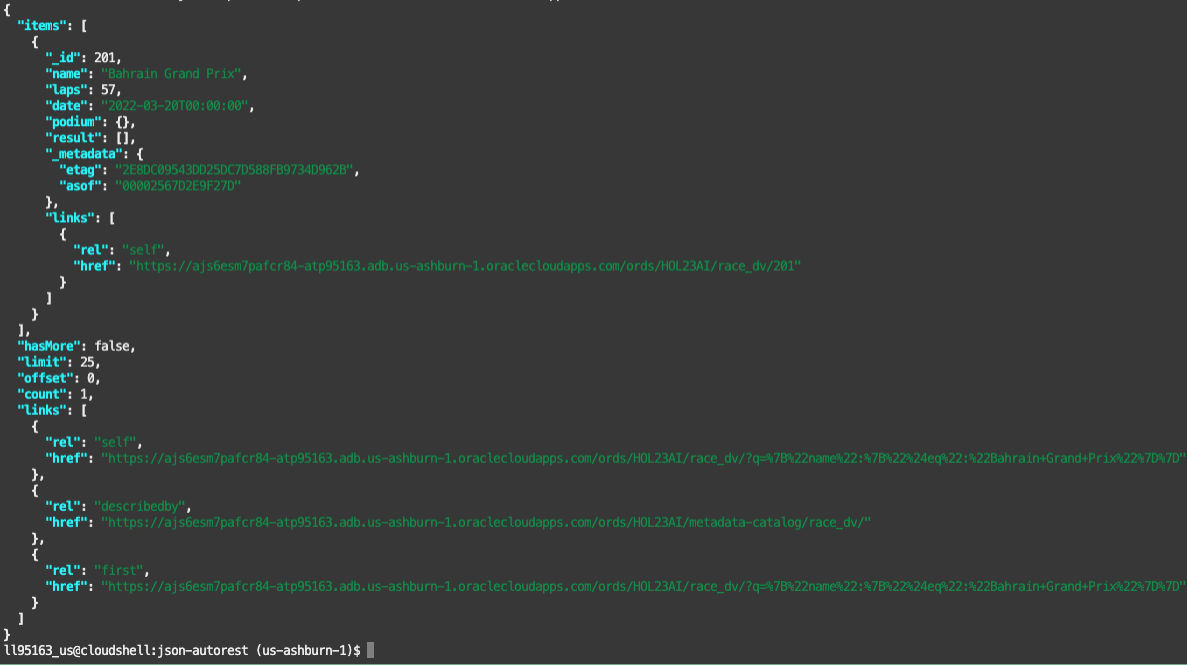 {
  "items": [
    {
      "_id": 201,
      "name": "Bahrain Grand Prix",
      "laps": 57,
      "date": "2022-03-20T00:00:00",
      "podium": {},
      "result": [],
      "_metadata": {
        "etag": "2E8DC09543DD25DC7D588FB9734D962B",
        "asof": "00002567D2E9F27D"
      },
      "links": [
        {
          "rel": "self",
          "href": "https://ajs6esm7pafcr84-atp95163.adb.us-ashburn-1.oraclecloudapps.com/ords/HOL23AI/race_dv/201"
        }
      ]
    }
  ],
  "hasMore": false,
  "limit": 25,
  "offset": 0,
  "count": 1,
  "links": [
    {
      "rel": "self",
      "href": "https://ajs6esm7pafcr84-atp95163.adb.us-ashburn-1.oraclecloudapps.com/ords/HOL23AI/race_dv/?q=%7B%22name%22:%7B%22%24eq%22:%22Bahrain+Grand+Prix%22%7D%7D"
    },
    {
      "rel": "describedby",
      "href": "https://ajs6esm7pafcr84-atp95163.adb.us-ashburn-1.oraclecloudapps.com/ords/HOL23AI/metadata-catalog/race_dv/"
    },
    {
      "rel": "first",
      "href": "https://ajs6esm7pafcr84-atp95163.adb.us-ashburn-1.oraclecloudapps.com/ords/HOL23AI/race_dv/?q=%7B%22name%22:%7B%22%24eq%22:%22Bahrain+Grand+Prix%22%7D%7D"
    }
  ]
}
ll95163_us@cloudshell:json-autorest (us-ashburn-1)$